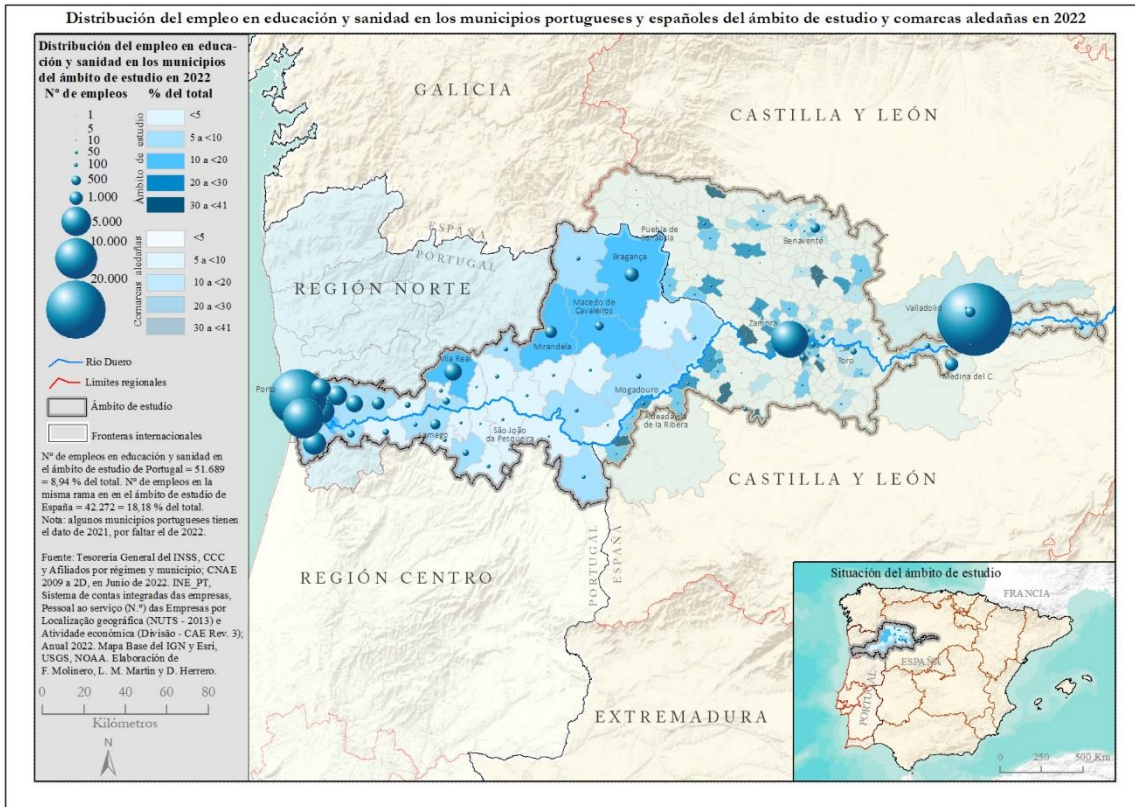 Distribución del empleo en educación y sanidad en los municipios portugueses y españoles del ámbito de estudio y comarcas aledañas en 2022
Distribución del empleo en educa-
ción y sanidad en los municipios
del ámbito de estudio en 2022
Nº de empleos
% del total
1
5
10
50
100
500
1.000
5.000
10.000
20.000
Ámbito de estudio
<5
5 a <10
10 a <20
20 a <30
30 a <41
Comarcas aledañas
<5
5 a <10
10 a <20
20 a <30
30 a <41
Río Duero
Límites regionales
Ámbito de estudio
Fronteras internacionales
Nº de empleos en educación y sanidad en
el ámbito de estudio de Portugal = 51.689
= 8,94 % del total. Nº de empleos en la
misma rama en en el ámbito de estudio de
España = 42.272 = 18,18 % del total.
Nota: algunos municipios portugueses tienen
el dato de 2021, por faltar el de 2022.
Fuente: Tesorería General del INSS, CCC
y Afiliados por régimen y municipio; CNAE
2009 a 2D, en Junio de 2022. INE_PT,
Sistema de contas integradas das empresas,
Pessoal ao serviço (N.º) das Empresas por
Localização geográfica (NUTS - 2013) e
Atividade económica (Divisão - CAE Rev. 3);
Anual 2022. Mapa Base del IGN y Esri,
USGS, NOAA. Elaboración de
F. Molinero, L. M. Martín y D. Herrero.
0 20 40 60 80
Kilómetros
N
GALICIA
CASTILLA Y LEÓN
ESPAÑA
PORTUGAL
REGIÓN NORTE
Puebla de
Sanabria
Benavente
Bragança
Macedo de
Cavaleiros
Mirandela
Vila Real
Valladolid
Zamora
Toro
Medina del C.
Porto
Mogadouro
Lamego
São João
da Pesqueira
Aldeadávila
de la Ribera
CASTILLA Y LEÓN
PORTUGAL
ESPAÑA
REGIÓN CENTRO
EXTREMADURA
Situación del ámbito de estudio
FRANCIA
ESPAÑA
PORTUGAL
0 250 500 Km